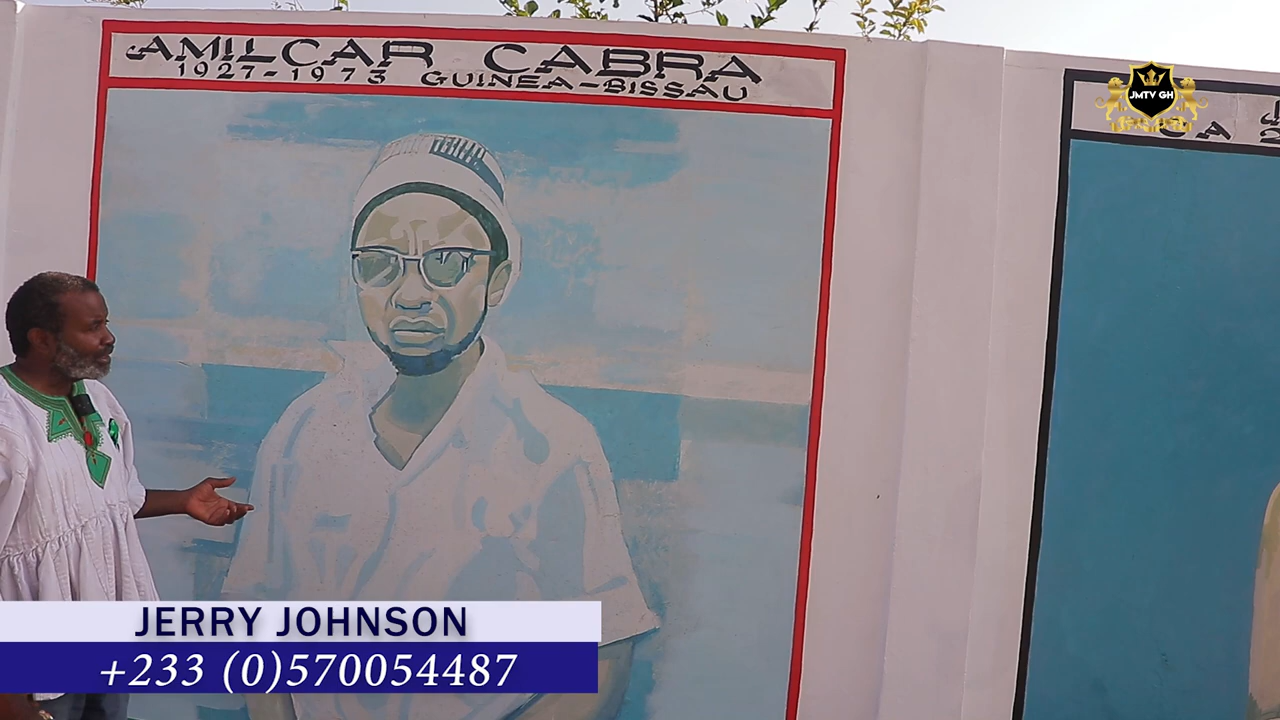 AMILCAR CABRA
1927-1973 GUINEA-BISSAU
JMTV GH
JERRY JOHNSON
+233 (0)570054487